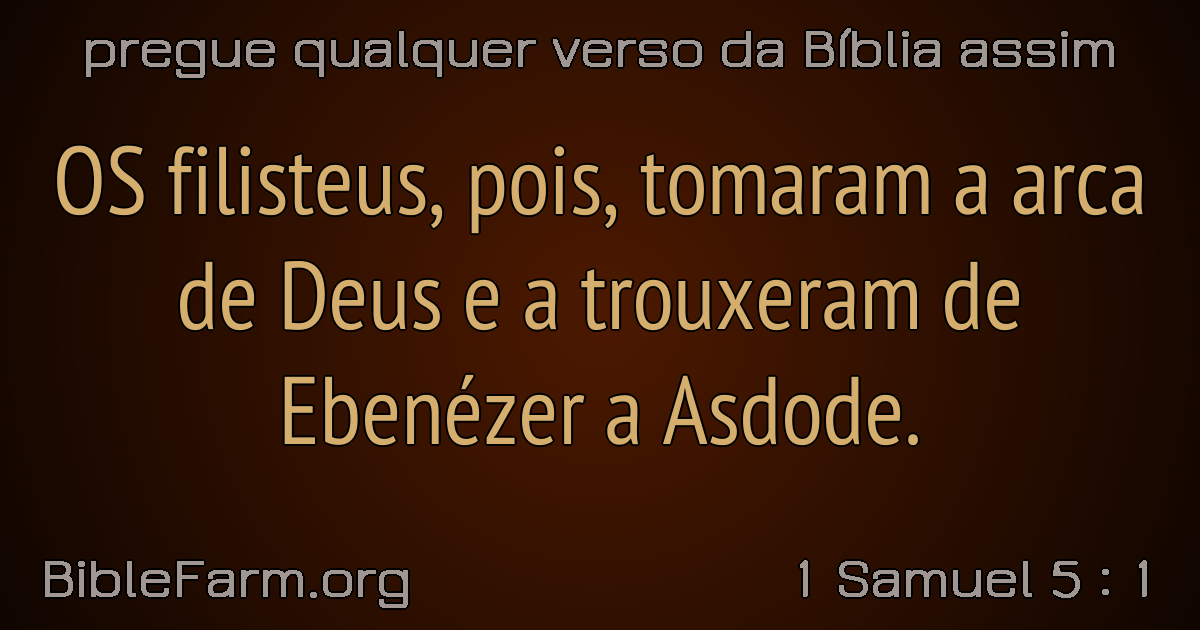 pregue qualquer verso da Bíblia assim
OS filisteus, pois, tomaram a arca
de Deus e a trouxeram de
Ebenézer a Asdode.
BibleFarm.org
1 Samuel 5 : 1